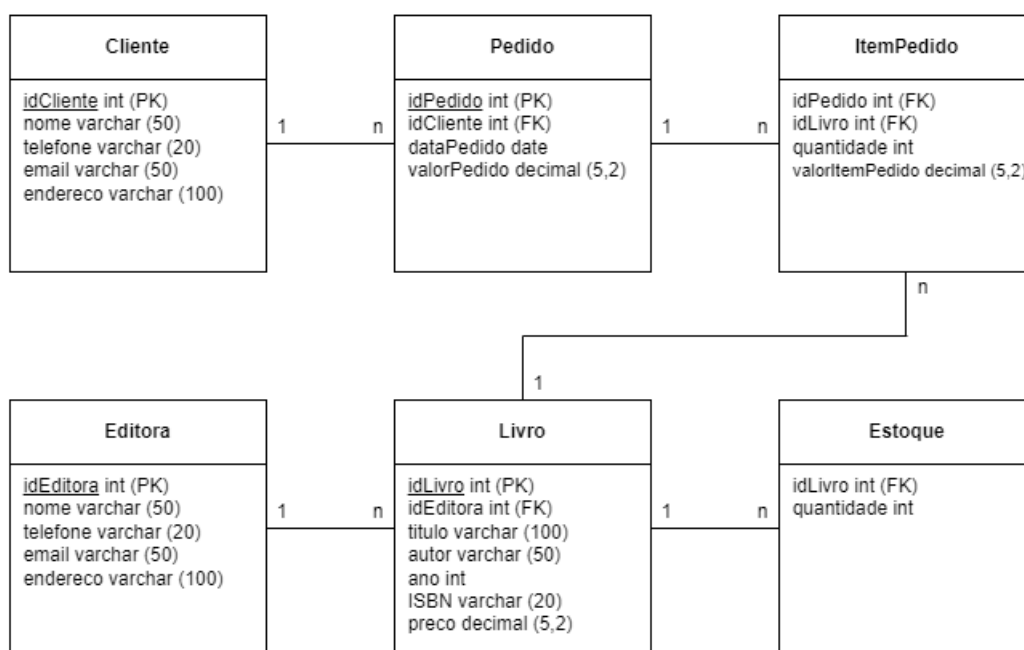 Cliente
idCliente int (PK)
nome varchar (50)
telefone varchar (20)
email varchar (50)
endereco varchar (100)
1
n
Pedido
idPedido int (PK)
idCliente int (FK)
dataPedido date
valorPedido decimal (5,2)
1
n
ItemPedido
idPedido int (FK)
idLivro int (FK)
quantidade int
valorItemPedido decimal (5,2)
n
1
Editora
idEditora int (PK)
nome varchar (50)
telefone varchar (20)
email varchar (50)
endereco varchar (100)
1
n
Livro
idLivro int (PK)
idEditora int (FK)
titulo varchar (100)
autor varchar (50)
ano int
ISBN varchar (20)
preco decimal (5,2)
1
n
Estoque
idLivro int (FK)
quantidade int